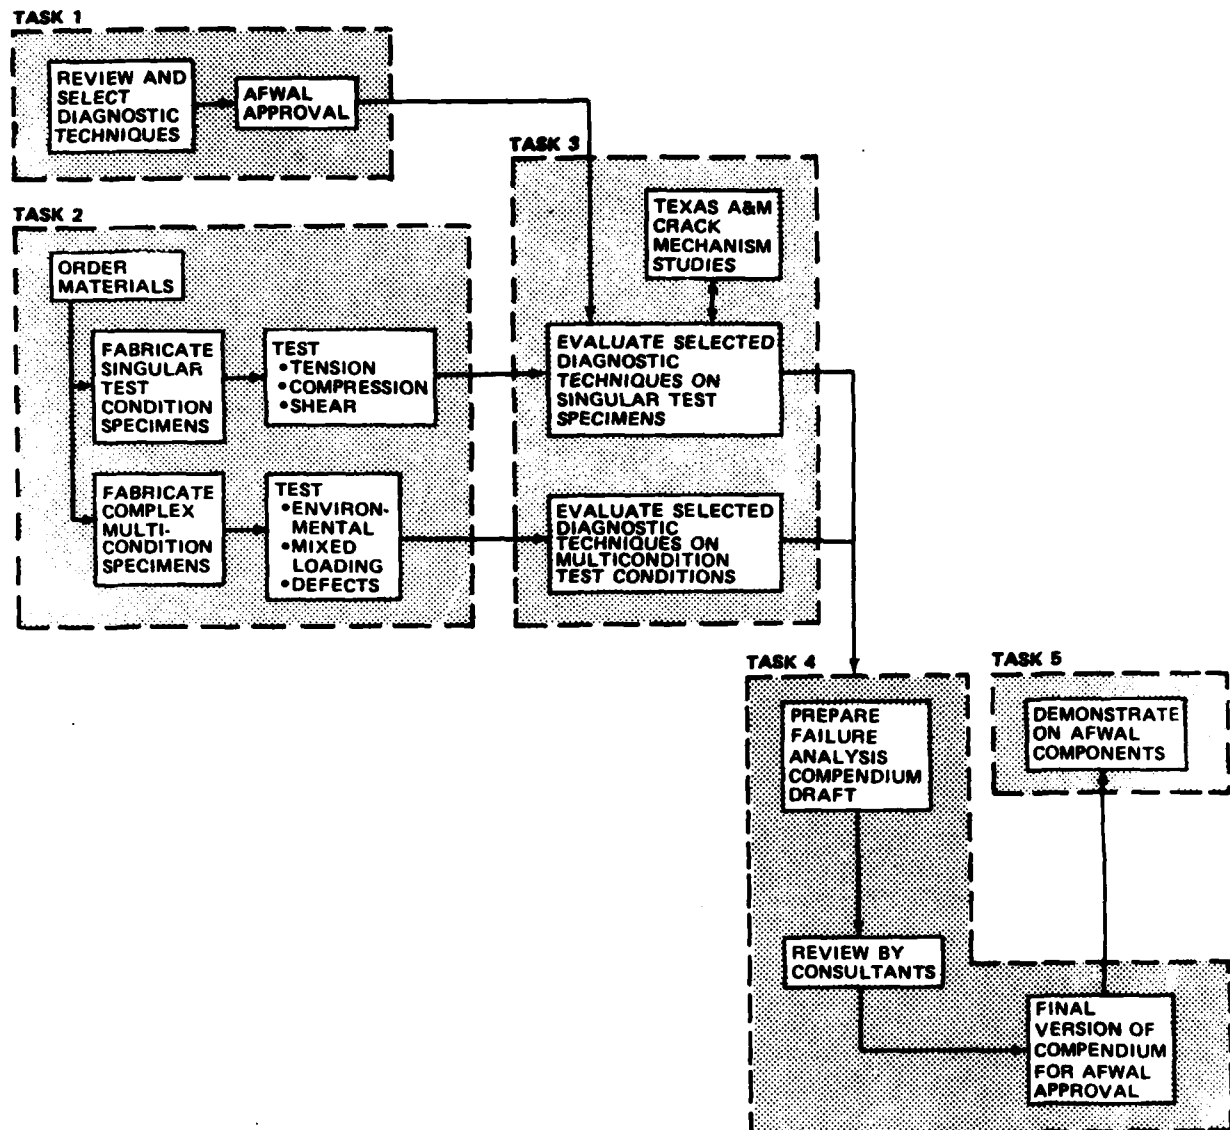 TASK 1
REVIEW AND
SELECT
DIAGNOSTIC
TECHNIQUES
AFWAL
APPROVAL
TASK 2
ORDER
MATERIALS
FABRICATE
SINGULAR
TEST
CONDITION
SPECIMENS
TEST
•TENSION
•COMPRESSION
•SHEAR
FABRICATE
COMPLEX
MULTI-
CONDITION
SPECIMENS
TEST
•ENVIRON-
MENTAL
•MIXED
LOADING
•DEFECTS
TASK 3
TEXAS A&M
CRACK
MECHANISM
STUDIES
EVALUATE SELECTED
DIAGNOSTIC
TECHNIQUES ON
SINGULAR TEST
SPECIMENS
EVALUATE SELECTED
DIAGNOSTIC
TECHNIQUES ON
MULTICONDITION
TEST CONDITIONS
TASK 4
PREPARE
FAILURE
ANALYSIS
COMPENDIUM
DRAFT
REVIEW BY
CONSULTANTS
FINAL
VERSION OF
COMPENDIUM
FOR AFWAL
APPROVAL
TASK 5
DEMONSTRATE
ON AFWAL
COMPONENTS